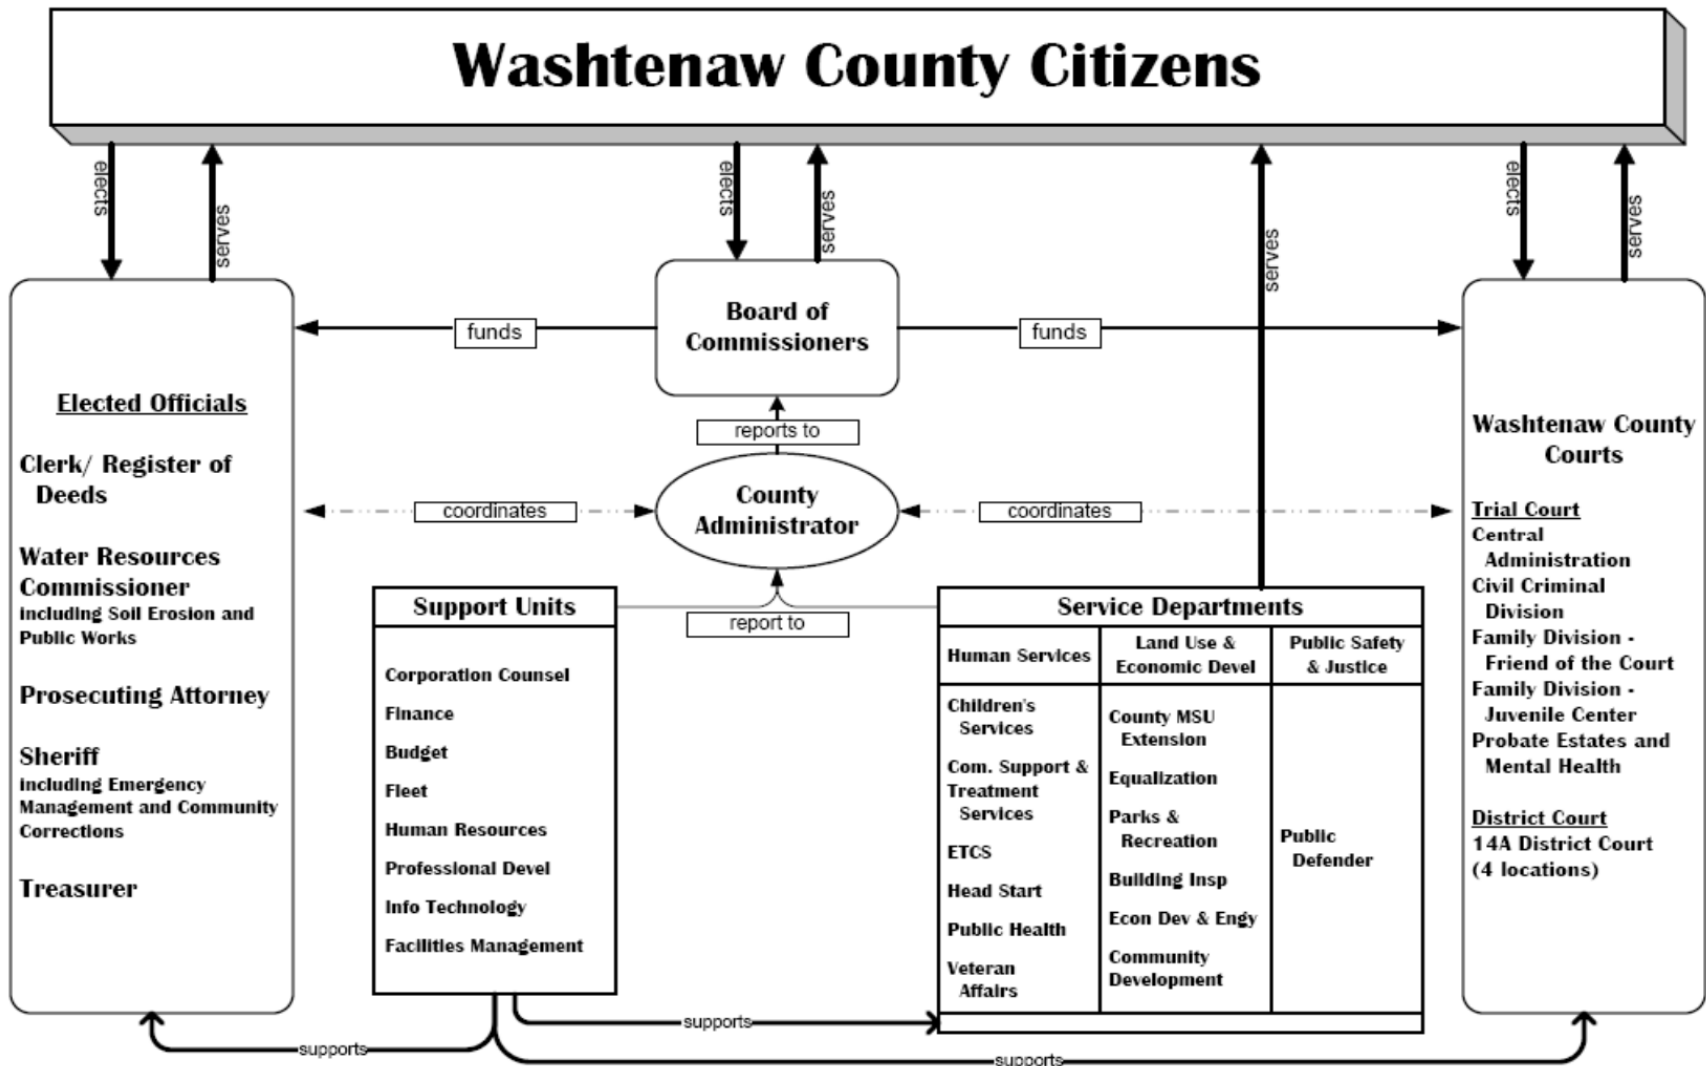 Washtenaw County Citizens
elects
serves
elects
serves
serves
elects
serves
Board of
Commissioners
funds
funds
reports to
County
Administrator
coordinates
coordinates
report to
Elected Officials
Clerk/ Register of
Deeds
Water Resources
Commissioner
including Soil Erosion and
Public Works
Prosecuting Attorney
Sheriff
including Emergency
Management and Community
Corrections
Treasurer
Support Units
Corporation Counsel
Finance
Budget
Fleet
Human Resources
Professional Devel
Info Technology
Facilities Management
Service Departments
Human Services
Children's
Services
Com. Support &
Treatment
Services
ETCS
Head Start
Public Health
Veteran
Affairs
Land Use &
Economic Devel
County MSU
Extension
Equalization
Parks &
Recreation
Building Insp
Econ Dev & Engy
Community
Development
Public Safety
& Justice
Public
Defender
Washtenaw County
Courts
Trial Court
Central
Administration
Civil Criminal
Division
Family Division -
Friend of the Court
Family Division -
Juvenile Center
Probate Estates and
Mental Health
District Court
14A District Court
(4 locations)
supports
supports
supports